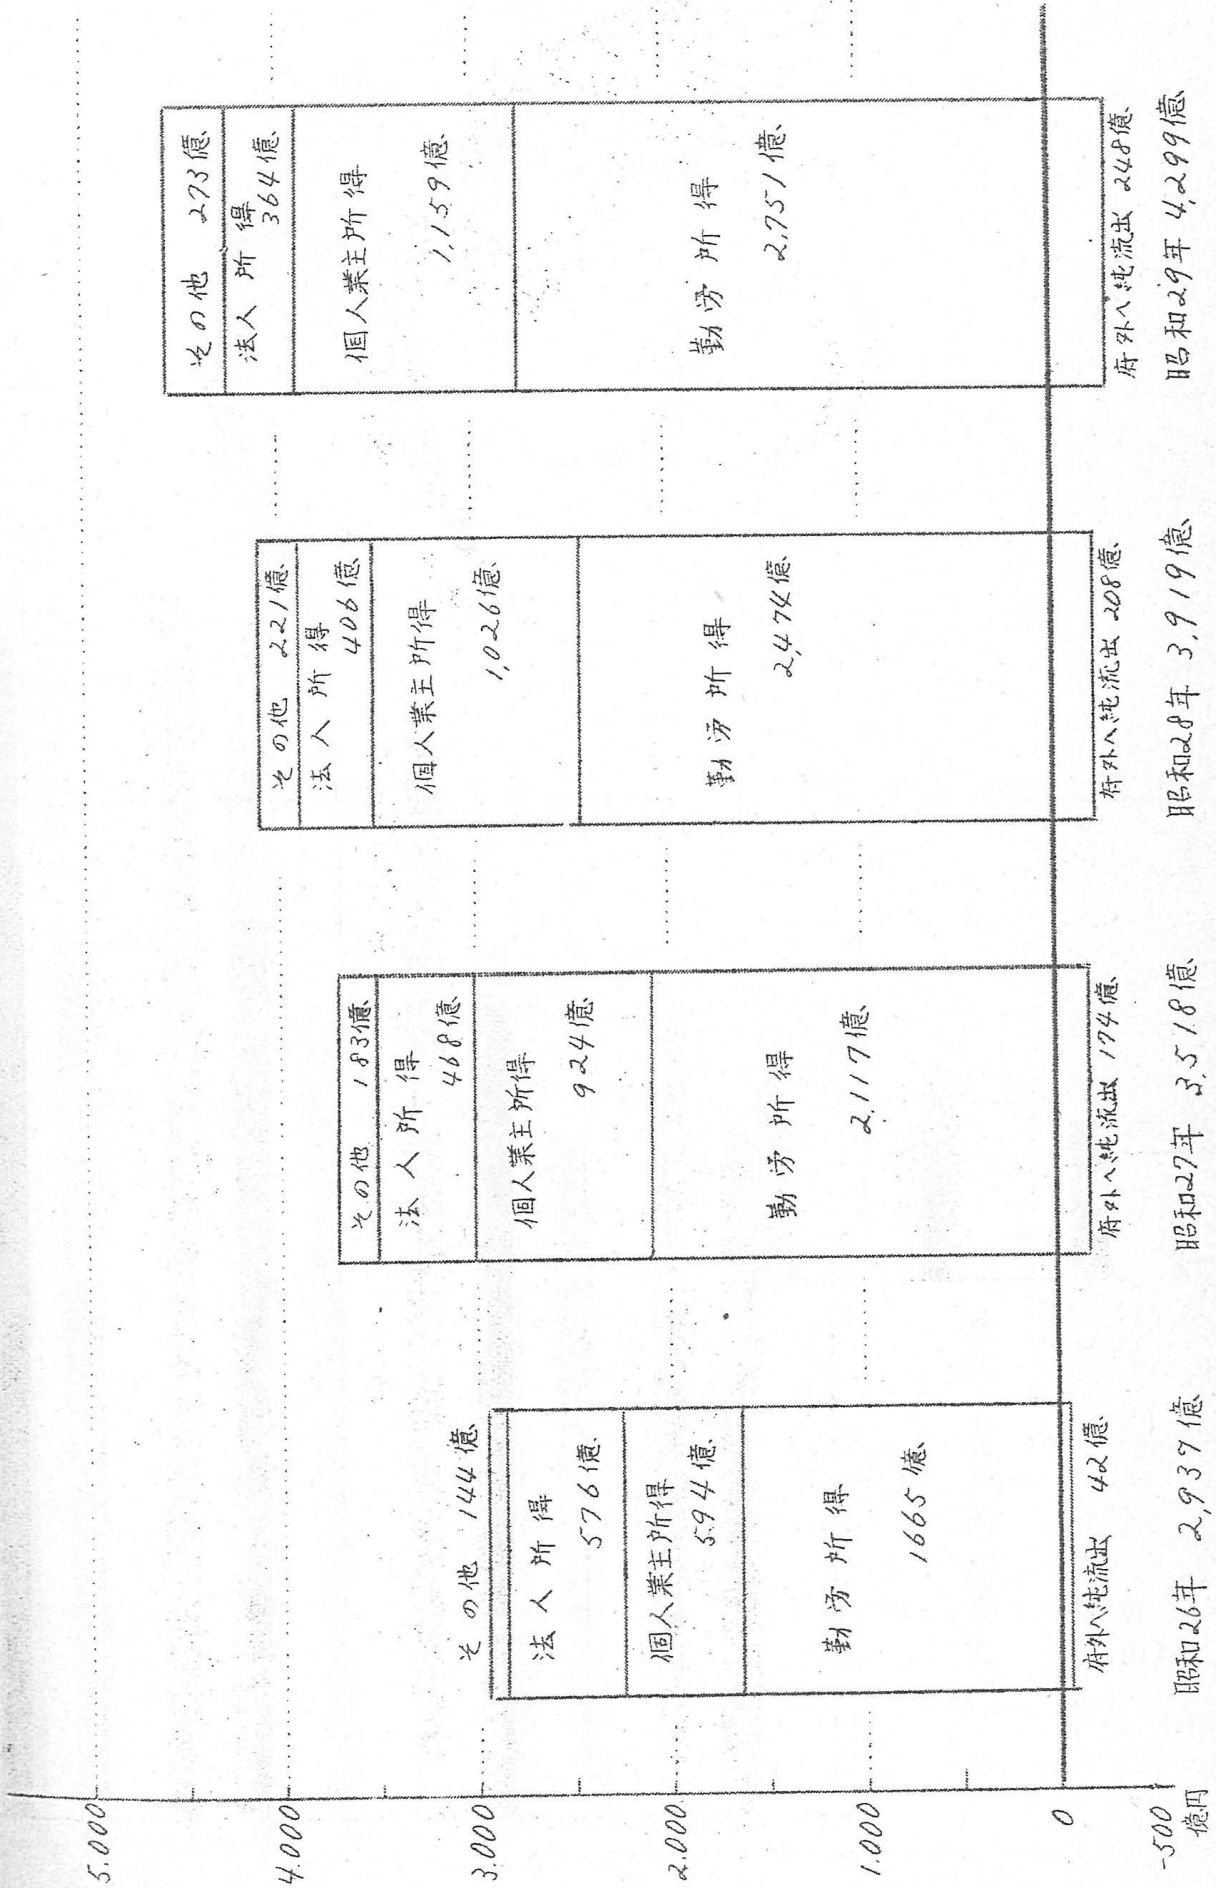 5.000
4.000
3.000
2.000
1.000
0
-500
億円
その他 144億
法人所得
576億
個人業主所得
594億
勤労所得
1665億
府外へ純流出 42億
昭和26年 2,937億
その他 183億
法人所得
468億
個人業主所得
924億
勤労所得
2,117億
府外へ純流出 174億
昭和27年 3,518億
その他 221億
法人所得
406億
個人業主所得
1,026億
勤労所得
2,474億
府外へ純流出 208億
昭和28年 3,919億
その他 273億
法人所得
364億
個人業主所得
1,159億
勤労所得
2,751億
府外へ純流出 248億
昭和29年 4,299億